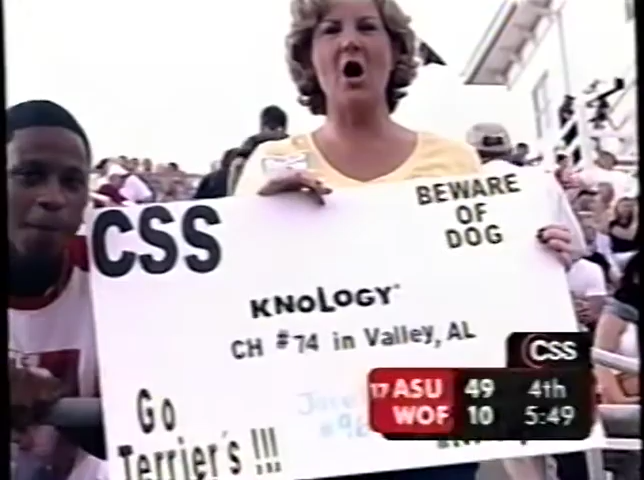 CSS
BEWARE
OF
DOG
KNOLOGY
CH #74 in Valley, AL
CSS
17 ASU 49 4th
WOF 10 5:49
#96
Go
Terrier's !!!